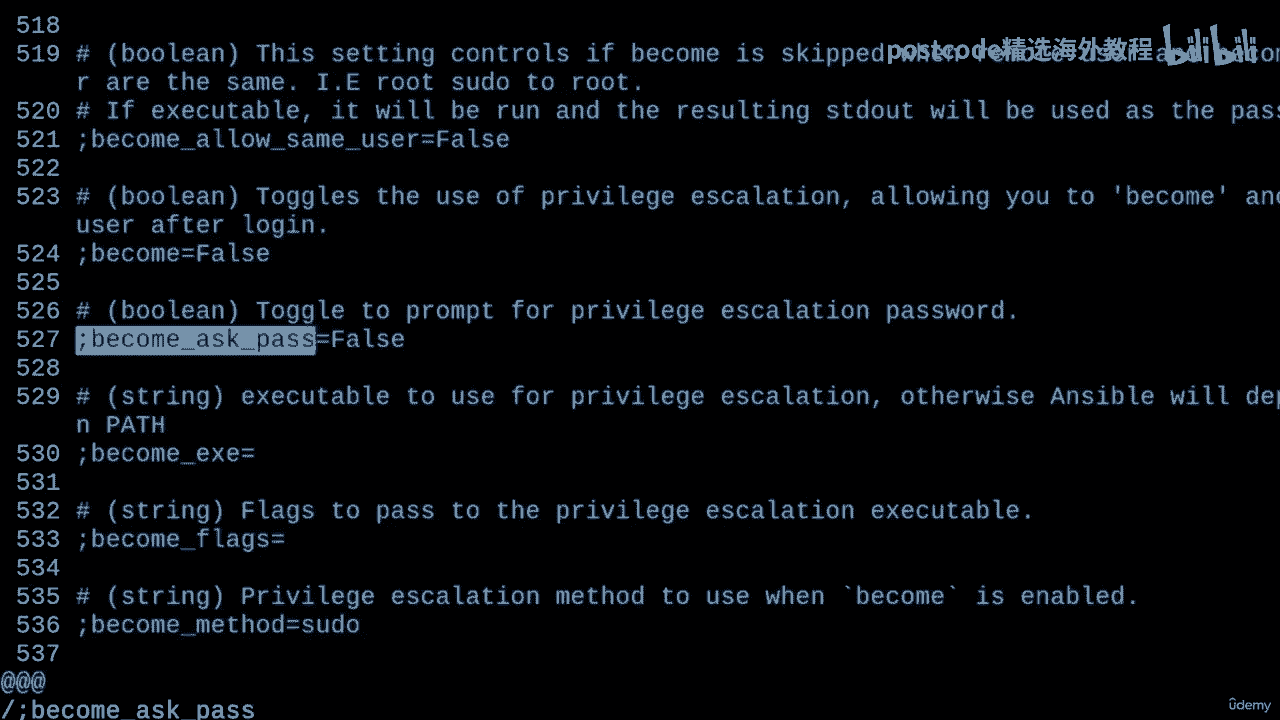 518
519 # (boolean) This setting controls if become is skipped
r are the same. I.E root sudo to root.
520 # If executable, it will be run and the resulting stdout will be used as the pass
521 ;become_allow_same_user=False
522
523 # (boolean) Toggles the use of privilege escalation, allowing you to 'become' an
user after login.
524 ;become=False
525
526 # (boolean) Toggle to prompt for privilege escalation password.
527 ;become_ask_pass=False
528
529 # (string) executable to use for privilege escalation, otherwise Ansible will de
n PATH
530 ;become_exe=
531
532 # (string) Flags to pass to the privilege escalation executable.
533 ;become_flags=
534
535 # (string) Privilege escalation method to use when `become` is enabled.
536 ;become_method=sudo
537
@@@
/;become_ask_pass
postcode精选海外教程 bilibili
ûdemy